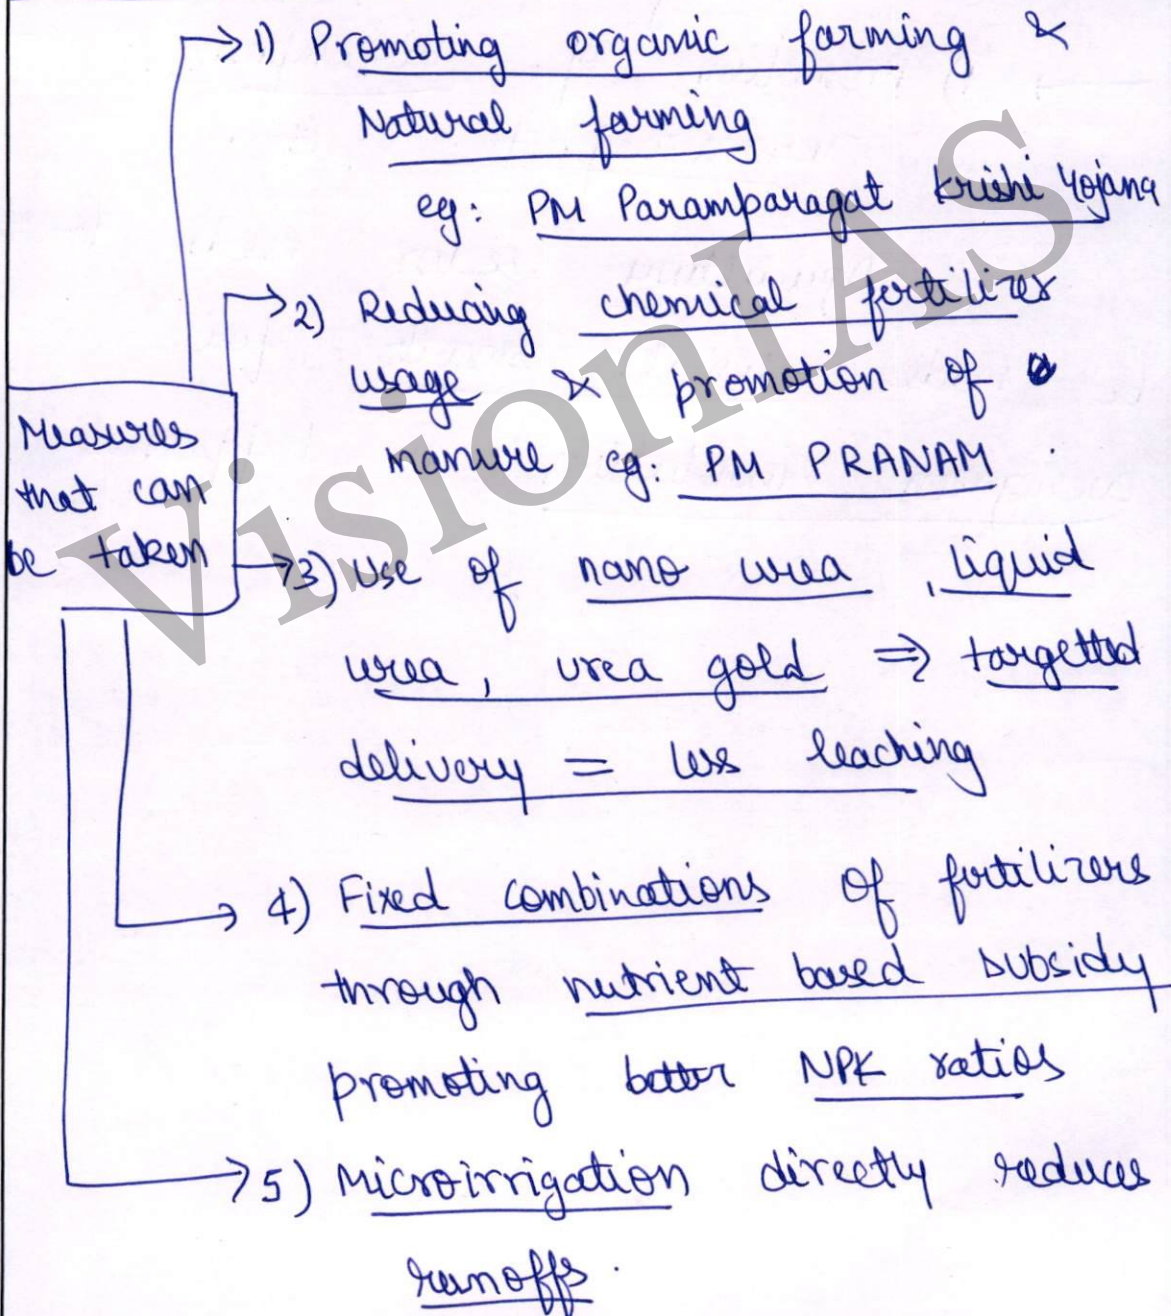 1) Promoting organic farming &
Natural farming
eg: PM Paramparagat Krishi Yojana
2) Reducing chemical fertilizer
usage & promotion of
manure eg: PM PRANAM
Measures
that can
be taken
3) Use of nano urea, liquid
urea, urea gold ⇒ targetted
delivery = less leaching
4) Fixed combinations of fertilizers
through nutrient based subsidy
promoting better NPK ratios
5) Microirrigation directly reduces
runoffs.
VisionIAS